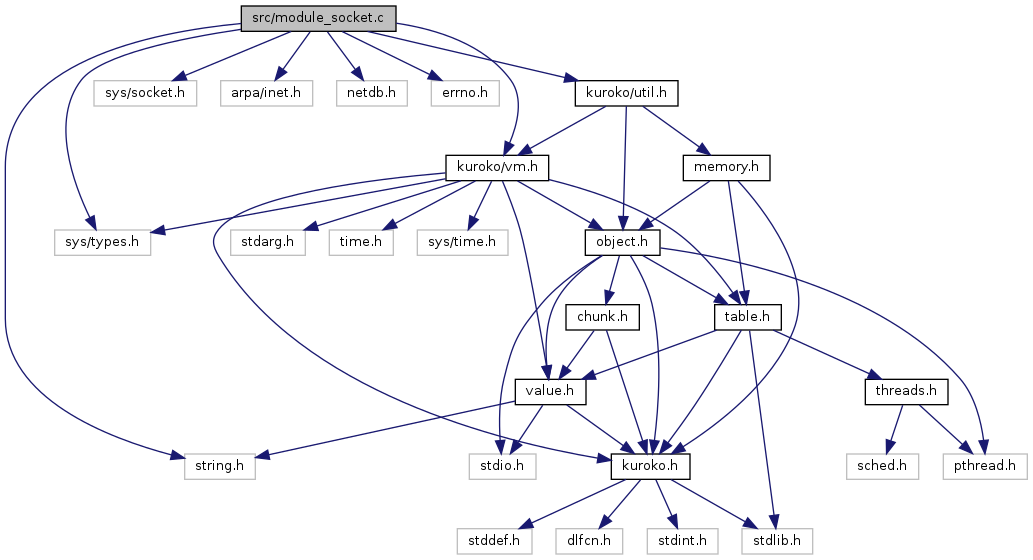 src/module_socket.c
sys/socket.h
arpa/inet.h
netdb.h
errno.h
kuroko/util.h
kuroko/vm.h
memory.h
sys/types.h
stdarg.h
time.h
sys/time.h
object.h
chunk.h
table.h
value.h
threads.h
string.h
stdio.h
kuroko.h
sched.h
pthread.h
stddef.h
dlfcn.h
stdint.h
stdlib.h